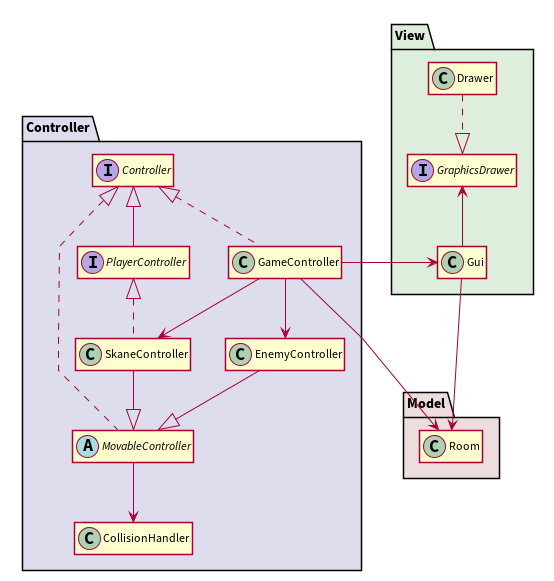 View
C Drawer
I GraphicsDrawer
C Gui
Controller
I Controller
I PlayerController
C GameController
C SkaneController
C EnemyController
A MovableController
C CollisionHandler
Model
C Room